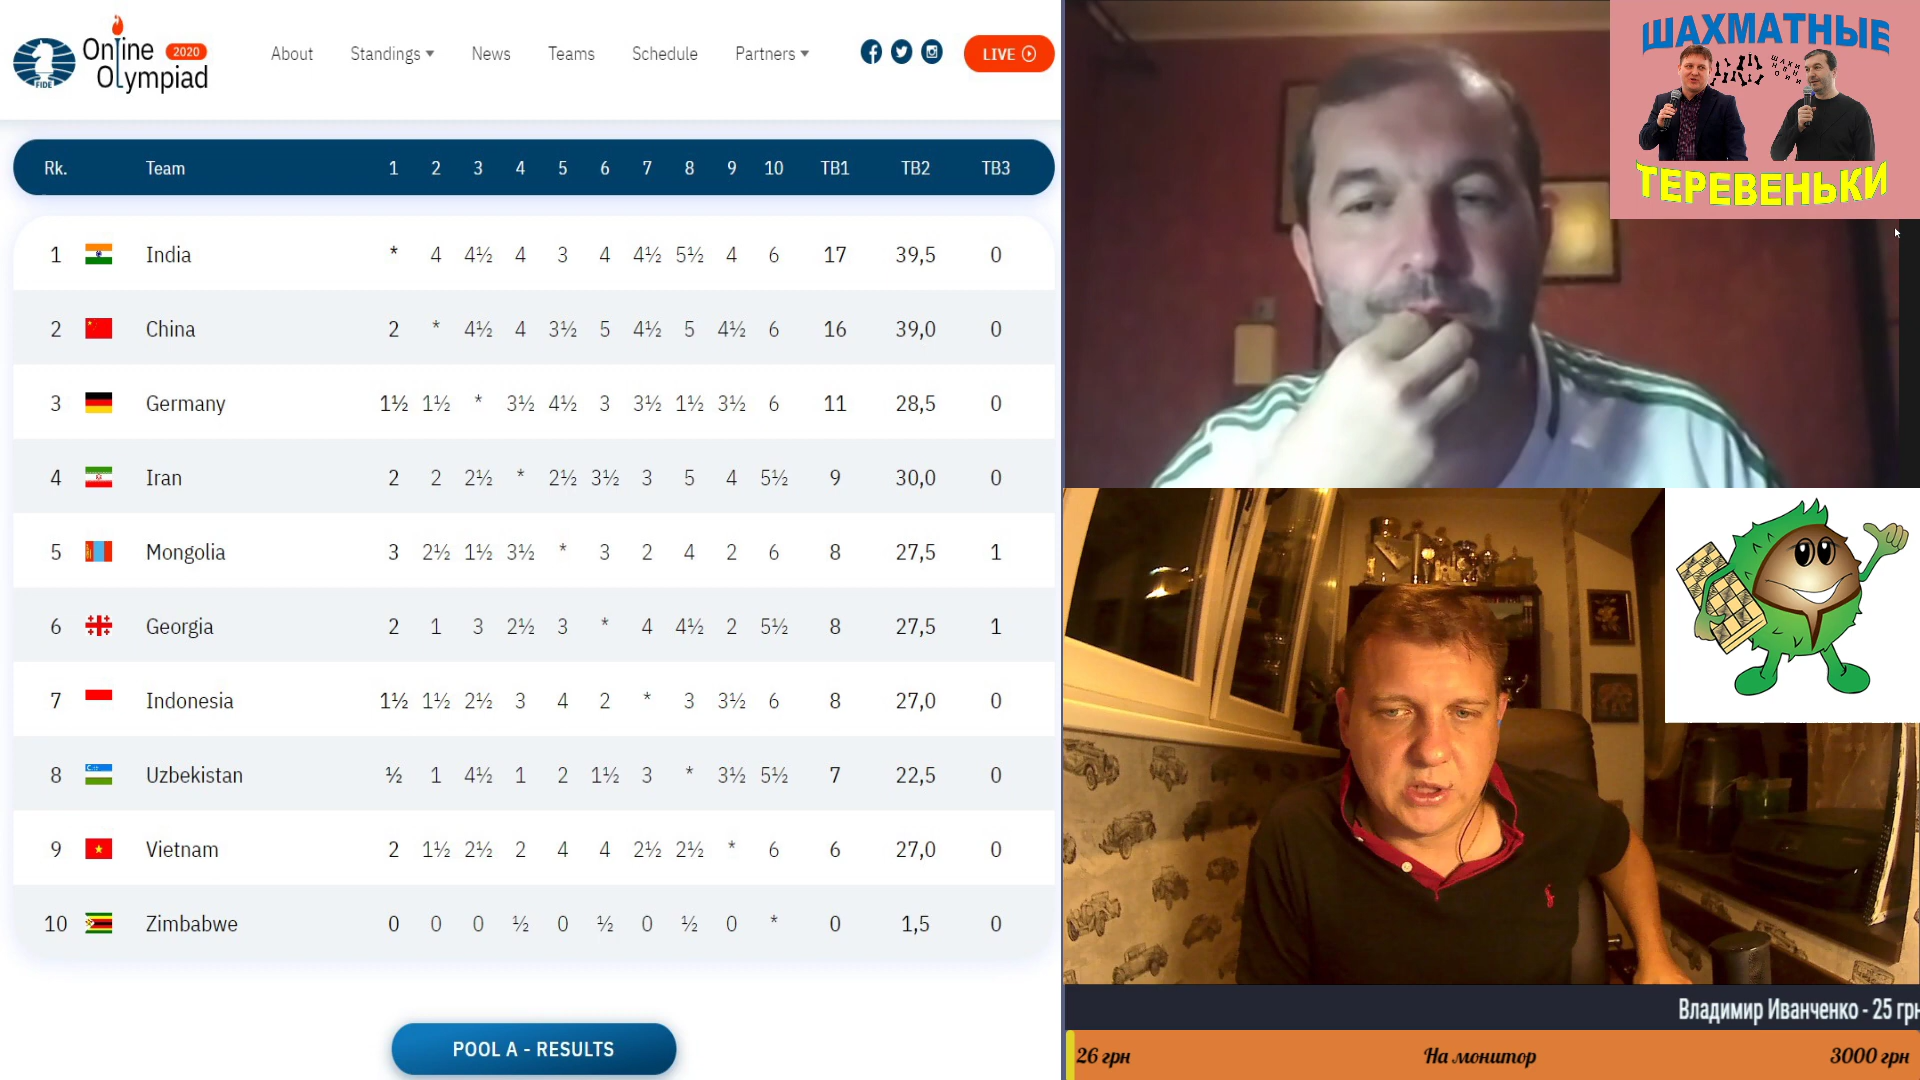 FIDE
Online 2020
Olympiad
About Standings News Teams Schedule Partners LIVE
Rk. Team 1 2 3 4 5 6 7 8 9 10 TB1 TB2 TB3
1 India * 4 4½ 4 3 4 4½ 5½ 4 6 17 39,5 0
2 China 2 * 4½ 4 3½ 5 4½ 5 4½ 6 16 39,0 0
3 Germany 1½ 1½ * 3½ 4½ 3 3½ 1½ 3½ 6 11 28,5 0
4 Iran 2 2 2½ * 2½ 3½ 3 5 4 5½ 9 30,0 0
5 Mongolia 3 2½ 1½ 3½ * 3 2 4 2 6 8 27,5 1
6 Georgia 2 1 3 2½ 3 * 4 4½ 2 5½ 8 27,5 1
7 Indonesia 1½ 1½ 2½ 3 4 2 * 3 3½ 6 8 27,0 0
8 Uzbekistan ½ 1 4½ 1 2 1½ 3 * 3½ 5½ 7 22,5 0
9 Vietnam 2 1½ 2½ 2 4 4 2½ 2½ * 6 6 27,0 0
10 Zimbabwe 0 0 0 ½ 0 ½ 0 ½ 0 * 0 1,5 0
POOL A - RESULTS
ШАХМАТНЫЕ
ТЕРЕВЕНЬКИ
Владимир Иванченко - 25 грн
26 грн На монитор 3000 грн